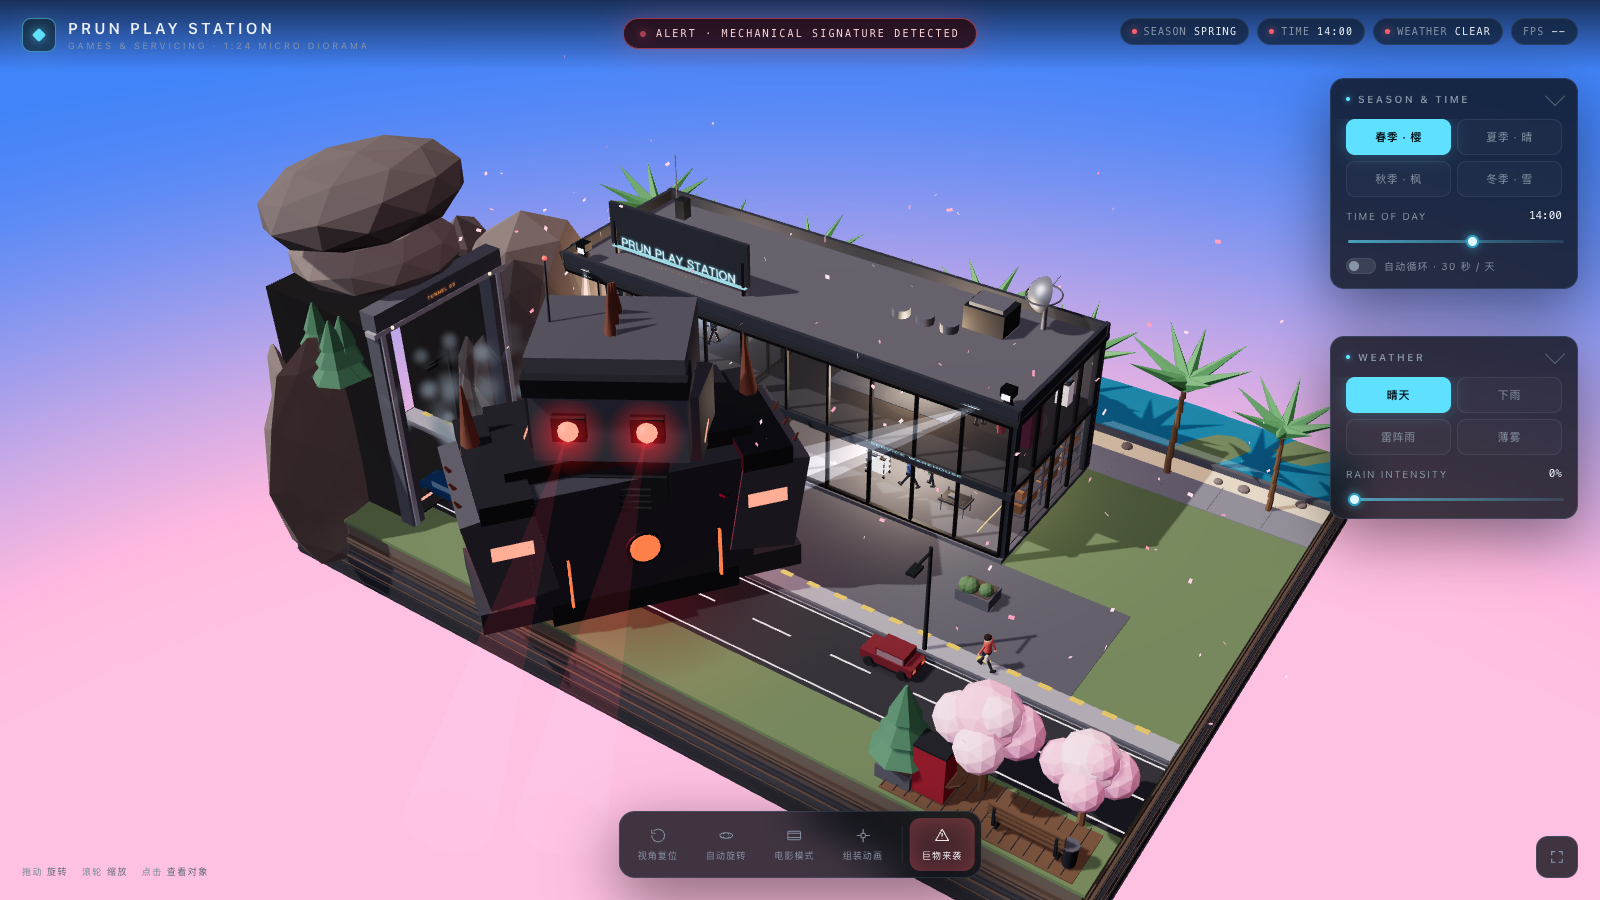 PRUN PLAY STATION
GAMES & SERVICING · 1:24 MICRO DIORAMA
ALERT · MECHANICAL SIGNATURE DETECTED
SEASON SPRING
TIME 14:00
WEATHER CLEAR
FPS --
SEASON & TIME
春季 · 樱
夏季 · 晴
秋季 · 枫
冬季 · 雪
TIME OF DAY
14:00
自动循环 · 30 秒 / 天
WEATHER
晴天
下雨
雷阵雨
薄雾
RAIN INTENSITY
0%
PRUN PLAY STATION
TUNNEL 03
SERVICE WAREHOUSE
视角复位
自动旋转
电影模式
组装动画
巨物来袭
拖动 旋转 滚轮 缩放 点击 查看对象